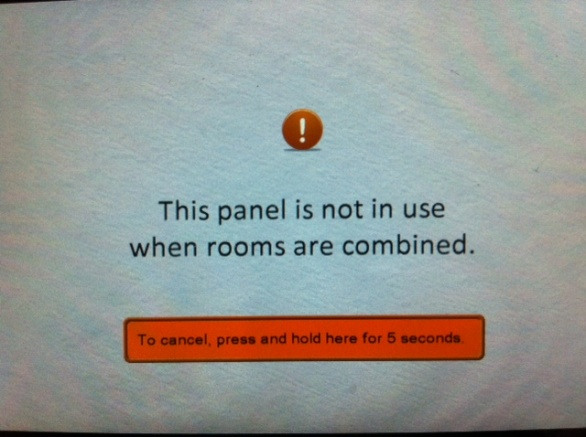 !
This panel is not in use
when rooms are combined.
To cancel, press and hold here for 5 seconds.